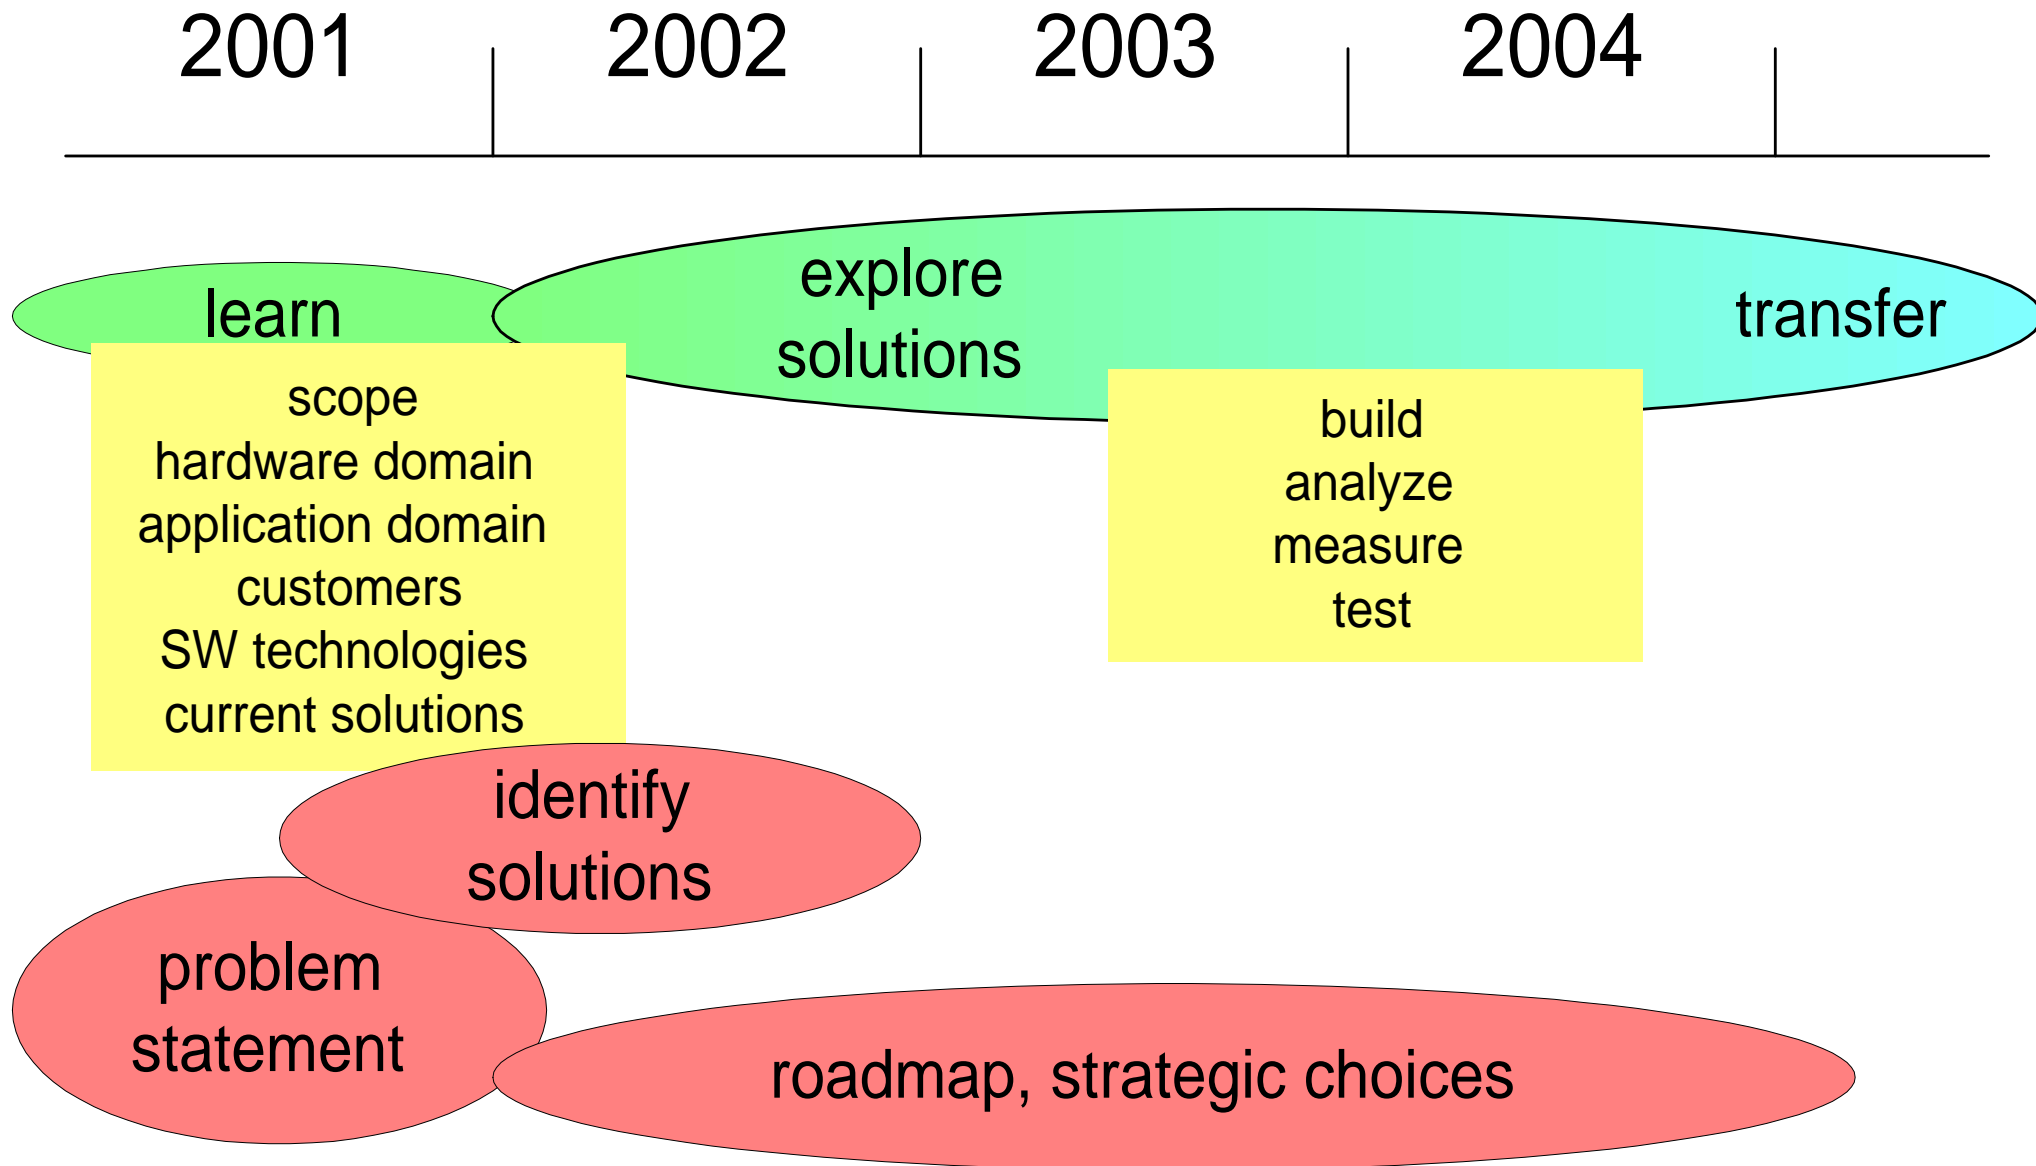 2001 2002 2003 2004
learn
explore
solutions
transfer
scope
hardware domain
application domain
customers
SW technologies
current solutions
build
analyze
measure
test
identify
solutions
problem
statement
roadmap, strategic choices